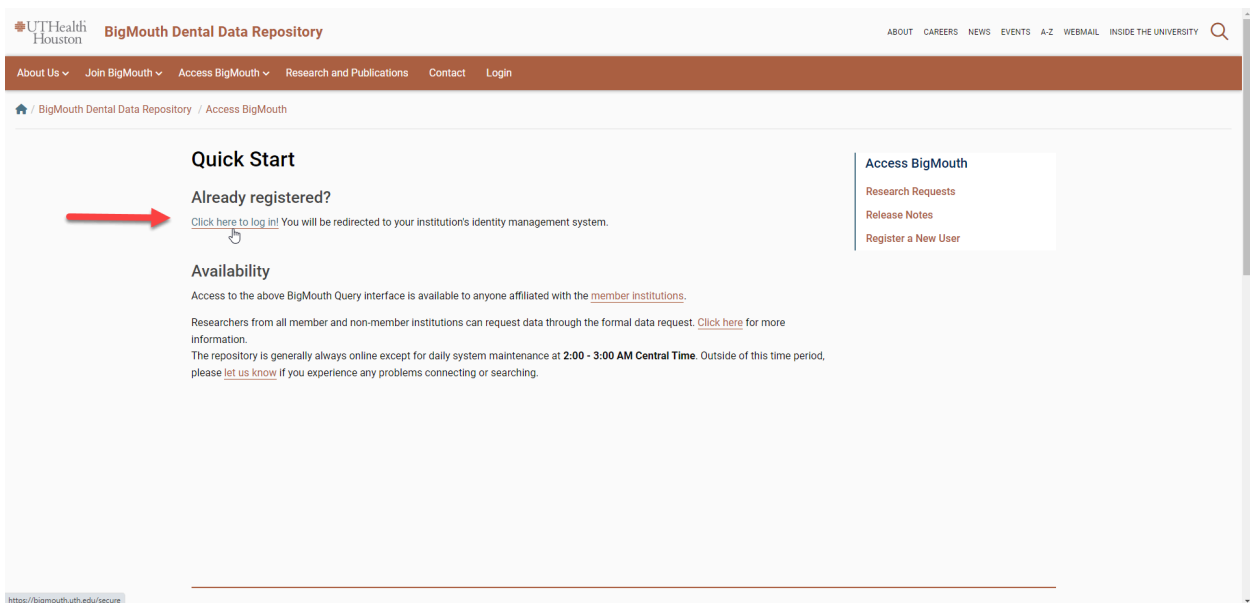 UTHealth
Houston
BigMouth Dental Data Repository
ABOUT CAREERS NEWS EVENTS A-Z WEBMAIL INSIDE THE UNIVERSITY
About Us Join BigMouth Access BigMouth Research and Publications Contact Login
/ BigMouth Dental Data Repository / Access BigMouth
Quick Start
Already registered?
Click here to log in! You will be redirected to your institution's identity management system.
Availability
Access to the above BigMouth Query interface is available to anyone affiliated with the member institutions.
Researchers from all member and non-member institutions can request data through the formal data request. Click here for more
information.
The repository is generally always online except for daily system maintenance at 2:00 - 3:00 AM Central Time. Outside of this time period,
please let us know if you experience any problems connecting or searching.
Access BigMouth
Research Requests
Release Notes
Register a New User
https://bigmouth.uth.edu/secure